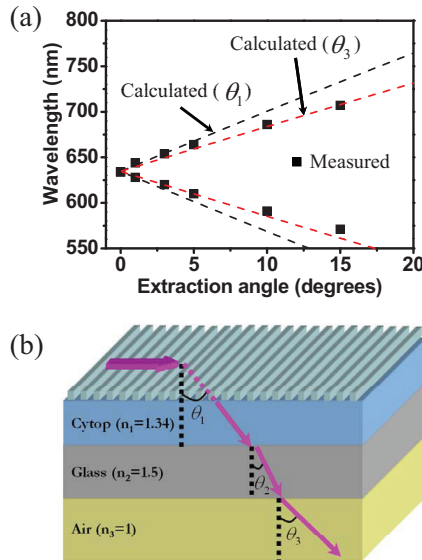 (a)
Wavelength (nm)
800
750
700
650
600
550
Calculated (θ3)
Calculated (θ1)
Measured
0 5 10 15 20
Extraction angle (degrees)
(b)
θ1
Cytop (n1=1.34)
Glass (n2=1.5)
θ2
Air (n3=1)
θ3